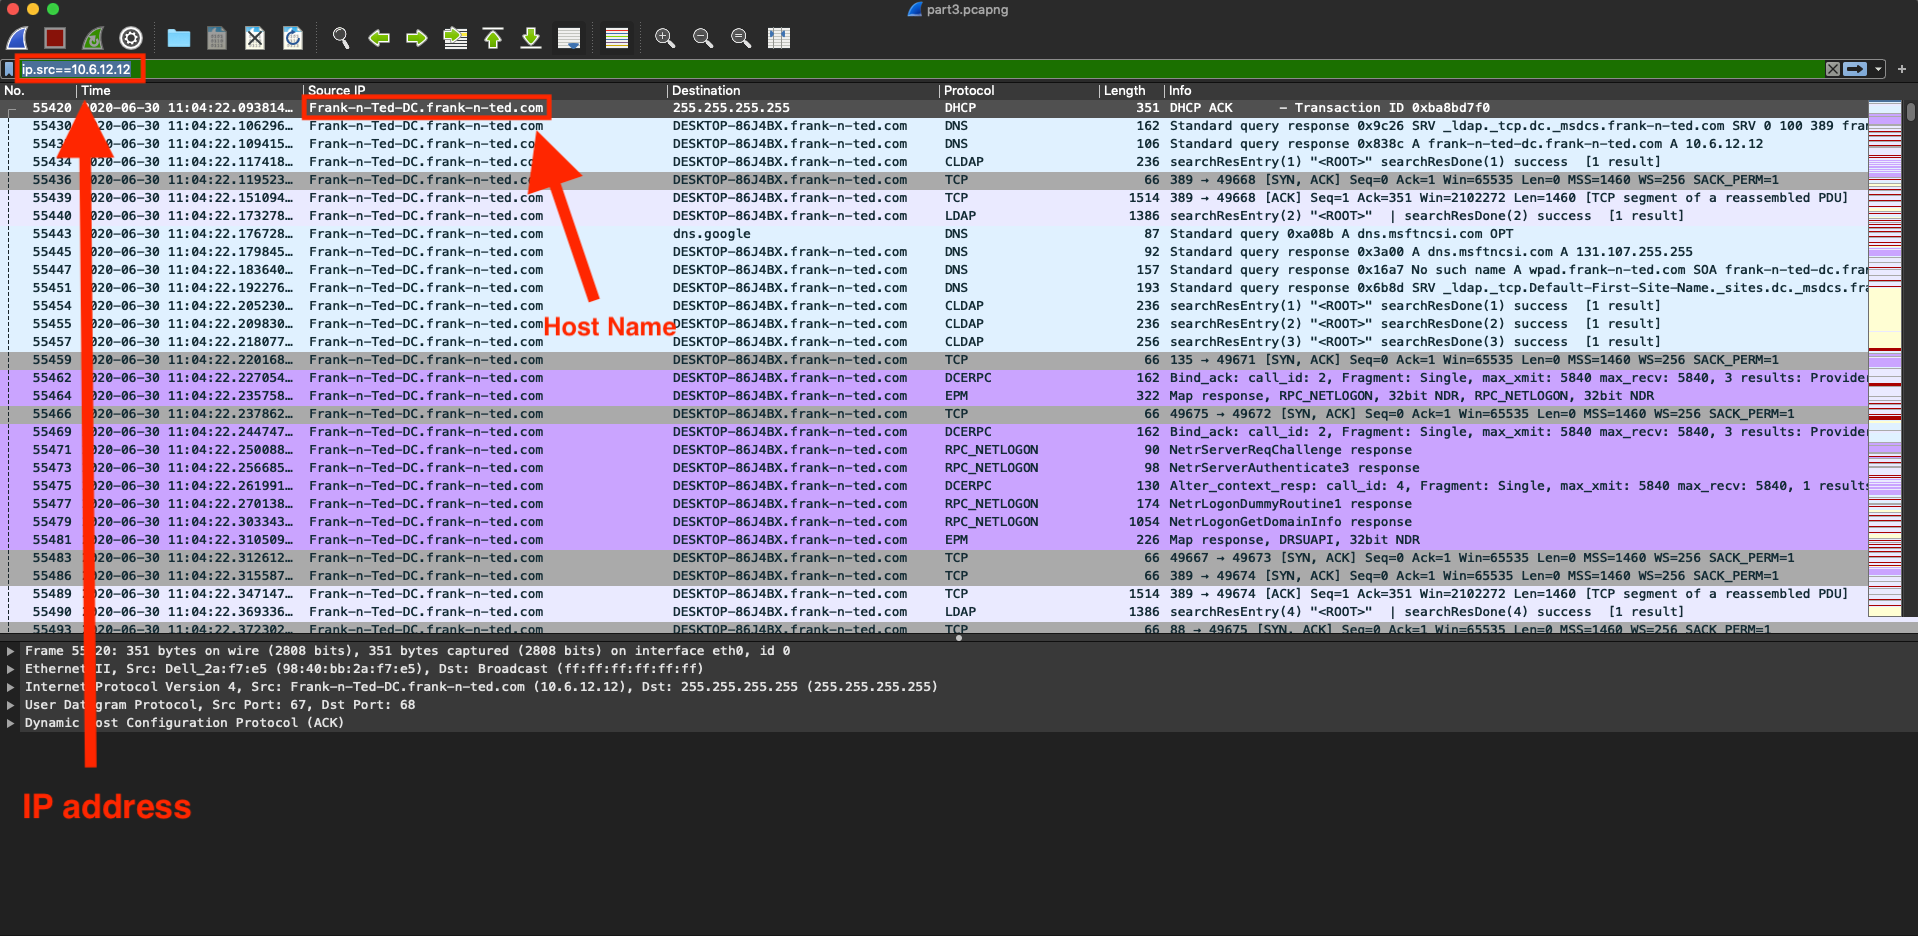 part3.pcapng
ip.src==10.6.12.12
No. Time Source IP Destination Protocol Length Info
55420 2020-06-30 11:04:22.093814… Frank-n-Ted-DC.frank-n-ted.com 255.255.255.255 DHCP 351 DHCP ACK - Transaction ID 0xba8bd7f0
55430 2020-06-30 11:04:22.106296… Frank-n-Ted-DC.frank-n-ted.com DESKTOP-86J4BX.frank-n-ted.com DNS 162 Standard query response 0x9c26 SRV _ldap._tcp.dc._msdcs.frank-n-ted.com SRV 0 100 389 fran
020-06-30 11:04:22.109415… Frank-n-Ted-DC.frank-n-ted.co DESKTOP-86J4BX.frank-n-ted.com DNS 106 Standard query response 0x838c A frank-n-ted-dc.frank-n-ted.com A 10.6.12.12
55434 020-06-30 11:04:22.117418… Frank-n-Ted-DC.frank-n-ted.c DESKTOP-86J4BX.frank-n-ted.com CLDAP 236 searchResEntry(1) "<ROOT>" searchResDone(1) success [1 result]
55436 020-06-30 11:04:22.119523… Frank-n-Ted-DC.frank-n-ted.c DESKTOP-86J4BX.frank-n-ted.com TCP 66 389 → 49668 [SYN, ACK] Seq=0 Ack=1 Win=65535 Len=0 MSS=1460 WS=256 SACK_PERM=1
55439 020-06-30 11:04:22.151094… Frank-n-Ted-DC.frank-n-ted.com DESKTOP-86J4BX.frank-n-ted.com TCP 1514 389 → 49668 [ACK] Seq=1 Ack=351 Win=2102272 Len=1460 [TCP segment of a reassembled PDU]
55440 020-06-30 11:04:22.173278… Frank-n-Ted-DC.frank-n-ted.com DESKTOP-86J4BX.frank-n-ted.com LDAP 1386 searchResEntry(2) "<ROOT>" | searchResDone(2) success [1 result]
55443 020-06-30 11:04:22.176728… Frank-n-Ted-DC.frank-n-ted.com dns.google DNS 87 Standard query 0xa08b A dns.msftncsi.com OPT
55445 020-06-30 11:04:22.179845… Frank-n-Ted-DC.frank-n-ted.com DESKTOP-86J4BX.frank-n-ted.com DNS 92 Standard query response 0x3a00 A dns.msftncsi.com A 131.107.255.255
55447 020-06-30 11:04:22.183640… Frank-n-Ted-DC.frank-n-ted.com DESKTOP-86J4BX.frank-n-ted.com DNS 157 Standard query response 0x16a7 No such name A wpad.frank-n-ted.com SOA frank-n-ted-dc.fran
55451 020-06-30 11:04:22.192276… Frank-n-Ted-DC.frank-n-ted.com DESKTOP-86J4BX.frank-n-ted.com DNS 193 Standard query response 0x6b8d SRV _ldap._tcp.Default-First-Site-Name._sites.dc._msdcs.fra
55454 020-06-30 11:04:22.205230… Frank-n-Ted-DC.frank-n-ted.com DESKTOP-86J4BX.frank-n-ted.com CLDAP 236 searchResEntry(1) "<ROOT>" searchResDone(1) success [1 result]
55455 020-06-30 11:04:22.209830… Frank-n-Ted-DC.frank-n-ted.com DESKTOP-86J4BX.frank-n-ted.com CLDAP 236 searchResEntry(2) "<ROOT>" searchResDone(2) success [1 result]
Host Name
55457 020-06-30 11:04:22.218077… Frank-n-Ted-DC.frank-n-ted.com DESKTOP-86J4BX.frank-n-ted.com CLDAP 256 searchResEntry(3) "<ROOT>" searchResDone(3) success [1 result]
55459 020-06-30 11:04:22.220168… Frank-n-Ted-DC.frank-n-ted.com DESKTOP-86J4BX.frank-n-ted.com TCP 66 135 → 49671 [SYN, ACK] Seq=0 Ack=1 Win=65535 Len=0 MSS=1460 WS=256 SACK_PERM=1
55462 020-06-30 11:04:22.227054… Frank-n-Ted-DC.frank-n-ted.com DESKTOP-86J4BX.frank-n-ted.com DCERPC 162 Bind_ack: call_id: 2, Fragment: Single, max_xmit: 5840 max_recv: 5840, 3 results: Provider
55464 020-06-30 11:04:22.235758… Frank-n-Ted-DC.frank-n-ted.com DESKTOP-86J4BX.frank-n-ted.com EPM 322 Map response, RPC_NETLOGON, 32bit NDR, RPC_NETLOGON, 32bit NDR
55466 020-06-30 11:04:22.237862… Frank-n-Ted-DC.frank-n-ted.com DESKTOP-86J4BX.frank-n-ted.com TCP 66 49675 → 49672 [SYN, ACK] Seq=0 Ack=1 Win=65535 Len=0 MSS=1460 WS=256 SACK_PERM=1
55469 020-06-30 11:04:22.244747… Frank-n-Ted-DC.frank-n-ted.com DESKTOP-86J4BX.frank-n-ted.com DCERPC 162 Bind_ack: call_id: 2, Fragment: Single, max_xmit: 5840 max_recv: 5840, 3 results: Provider
55471 020-06-30 11:04:22.250088… Frank-n-Ted-DC.frank-n-ted.com DESKTOP-86J4BX.frank-n-ted.com RPC_NETLOGON 90 NetrServerReqChallenge response
55473 020-06-30 11:04:22.256685… Frank-n-Ted-DC.frank-n-ted.com DESKTOP-86J4BX.frank-n-ted.com RPC_NETLOGON 98 NetrServerAuthenticate3 response
55475 020-06-30 11:04:22.261991… Frank-n-Ted-DC.frank-n-ted.com DESKTOP-86J4BX.frank-n-ted.com DCERPC 130 Alter_context_resp: call_id: 4, Fragment: Single, max_xmit: 5840 max_recv: 5840, 1 results
55477 020-06-30 11:04:22.270138… Frank-n-Ted-DC.frank-n-ted.com DESKTOP-86J4BX.frank-n-ted.com RPC_NETLOGON 174 NetrLogonDummyRoutine1 response
55479 020-06-30 11:04:22.303343… Frank-n-Ted-DC.frank-n-ted.com DESKTOP-86J4BX.frank-n-ted.com RPC_NETLOGON 1054 NetrLogonGetDomainInfo response
55481 020-06-30 11:04:22.310509… Frank-n-Ted-DC.frank-n-ted.com DESKTOP-86J4BX.frank-n-ted.com EPM 226 Map response, DRSUAPI, 32bit NDR
55483 020-06-30 11:04:22.312612… Frank-n-Ted-DC.frank-n-ted.com DESKTOP-86J4BX.frank-n-ted.com TCP 66 49667 → 49673 [SYN, ACK] Seq=0 Ack=1 Win=65535 Len=0 MSS=1460 WS=256 SACK_PERM=1
55486 020-06-30 11:04:22.315587… Frank-n-Ted-DC.frank-n-ted.com DESKTOP-86J4BX.frank-n-ted.com TCP 66 389 → 49674 [SYN, ACK] Seq=0 Ack=1 Win=65535 Len=0 MSS=1460 WS=256 SACK_PERM=1
55489 020-06-30 11:04:22.347147… Frank-n-Ted-DC.frank-n-ted.com DESKTOP-86J4BX.frank-n-ted.com TCP 1514 389 → 49674 [ACK] Seq=1 Ack=351 Win=2102272 Len=1460 [TCP segment of a reassembled PDU]
55490 020-06-30 11:04:22.369336… Frank-n-Ted-DC.frank-n-ted.com DESKTOP-86J4BX.frank-n-ted.com LDAP 1386 searchResEntry(4) "<ROOT>" | searchResDone(4) success [1 result]
55493 020-06-30 11:04:22.372302… Frank-n-Ted-DC.frank-n-ted.com DESKTOP-86J4BX.frank-n-ted.com TCP 66 88 → 49675 [SYN, ACK] Seq=0 Ack=1 Win=65535 Len=0 MSS=1460 WS=256 SACK_PERM=1
Frame 55420: 351 bytes on wire (2808 bits), 351 bytes captured (2808 bits) on interface eth0, id 0
Ethernet II, Src: Dell_2a:f7:e5 (98:40:bb:2a:f7:e5), Dst: Broadcast (ff:ff:ff:ff:ff:ff)
Internet Protocol Version 4, Src: Frank-n-Ted-DC.frank-n-ted.com (10.6.12.12), Dst: 255.255.255.255 (255.255.255.255)
User Datagram Protocol, Src Port: 67, Dst Port: 68
Dynamic Host Configuration Protocol (ACK)
IP address